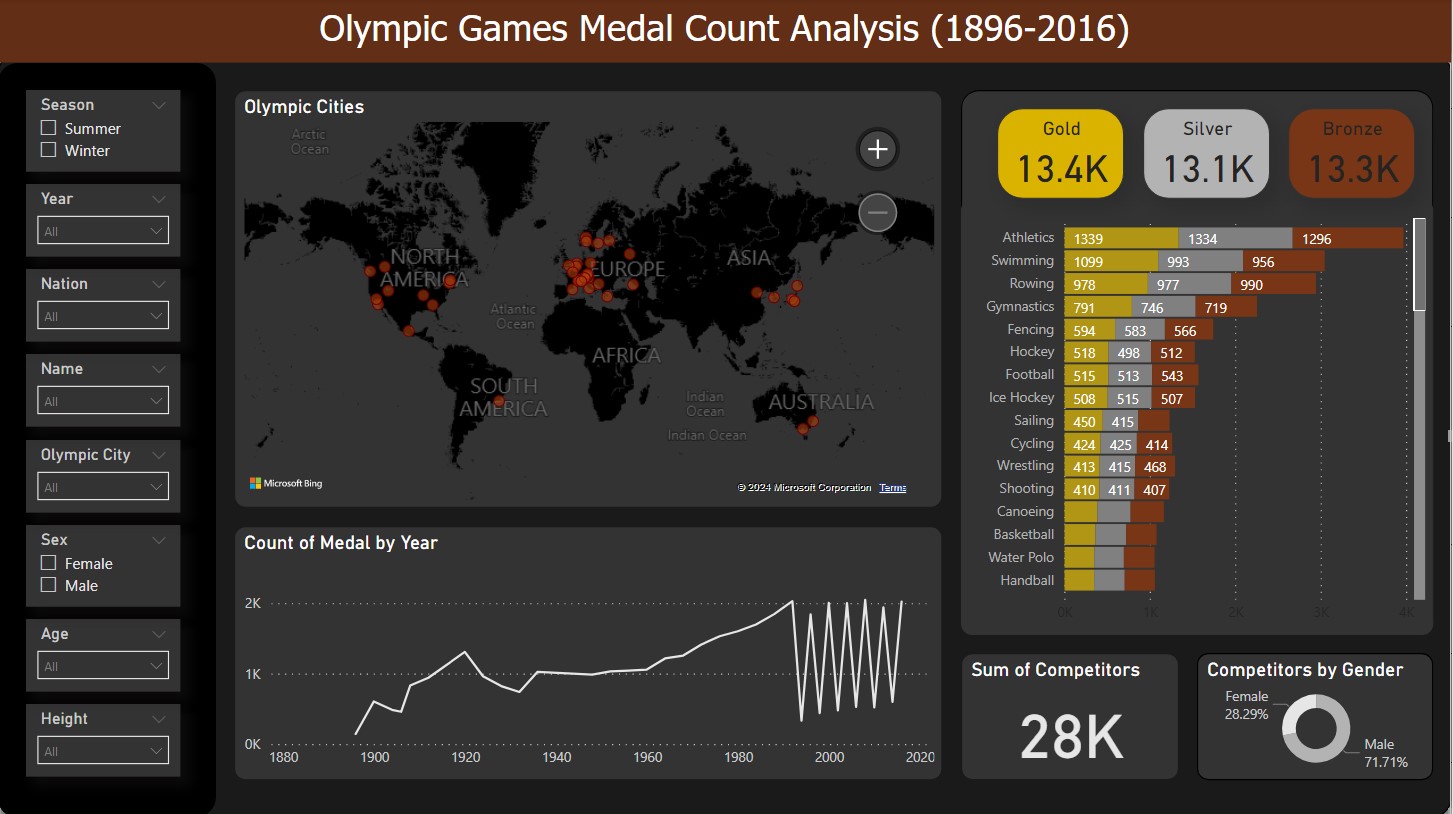 Olympic Games Medal Count Analysis (1896-2016)
Season
Summer
Winter
Year
All
Nation
All
Name
All
Olympic City
All
Sex
Female
Male
Age
All
Height
All
Olympic Cities
Arctic
Ocean
NORTH
AMERICA
EUROPE
ASIA
Atlantic
Ocean
AFRICA
SOUTH
AMERICA
Indian
Ocean
AUSTRALIA
Indian Ocean
Microsoft Bing
© 2024 Microsoft Corporation Terms
Count of Medal by Year
2K
1K
0K
1880 1900 1920 1940 1960 1980 2000 2020
Gold
13.4K
Silver
13.1K
Bronze
13.3K
Athletics 1339 1334 1296
Swimming 1099 993 956
Rowing 978 977 990
Gymnastics 791 746 719
Fencing 594 583 566
Hockey 518 498 512
Football 515 513 543
Ice Hockey 508 515 507
Sailing 450 415
Cycling 424 425 414
Wrestling 413 415 468
Shooting 410 411 407
Canoeing
Basketball
Water Polo
Handball
0K 1K 2K 3K 4K
Sum of Competitors
28K
Competitors by Gender
Female
28.29%
Male
71.71%